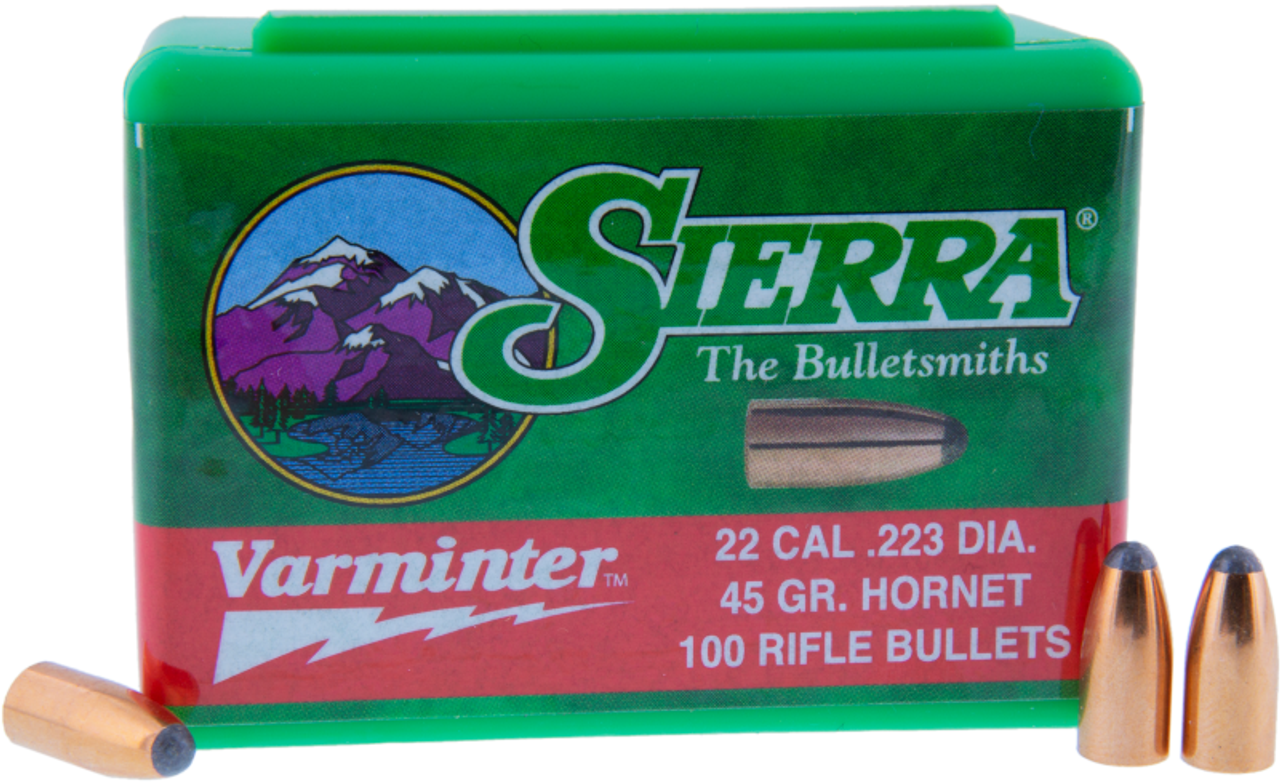 SIERRA®
The Bulletsmiths
Varminter™
22 CAL .223 DIA.
45 GR. HORNET
100 RIFLE BULLETS